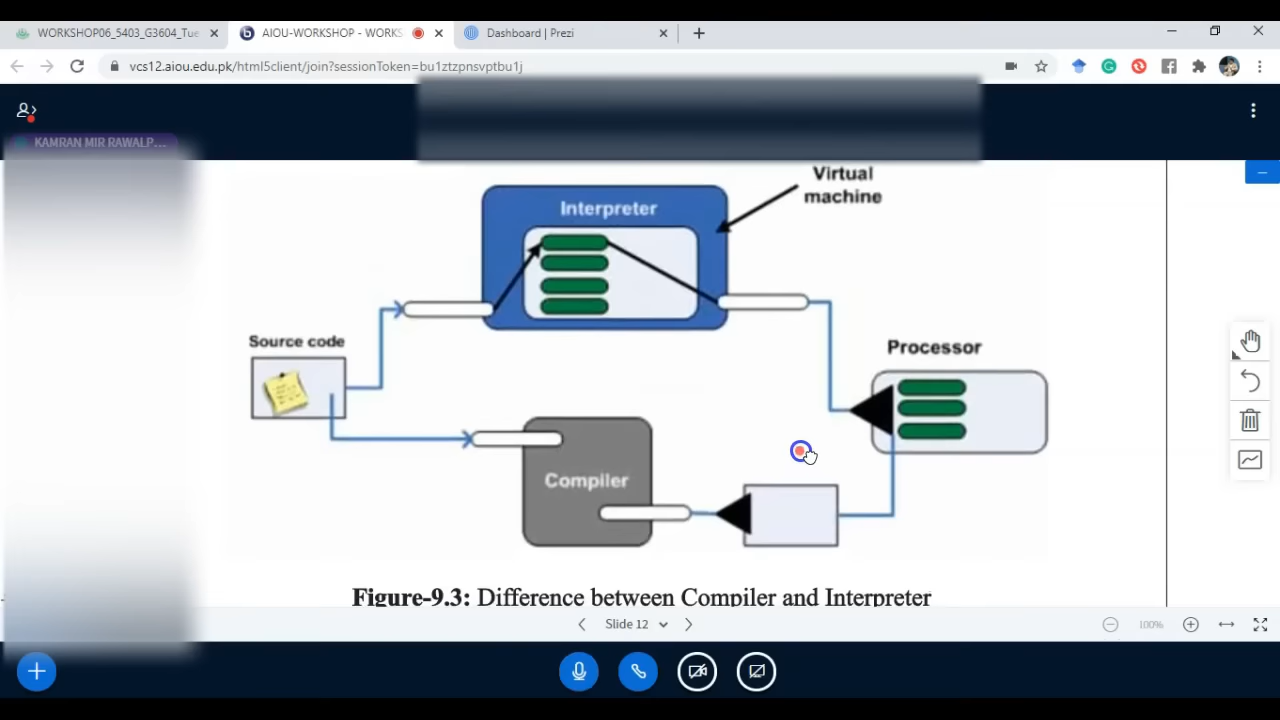 WORKSHOP06_5403_G3604_Tue
AIOU-WORKSHOP - WORKS
Dashboard | Prezi
vcs12.aiou.edu.pk/html5client/join?sessionToken=bu1ztzpnsvptbu1j
KAMRAN MIR RAWALP...
Virtual
machine
Interpreter
Source code
Processor
Compiler
Figure-9.3: Difference between Compiler and Interpreter
Slide 12
100%